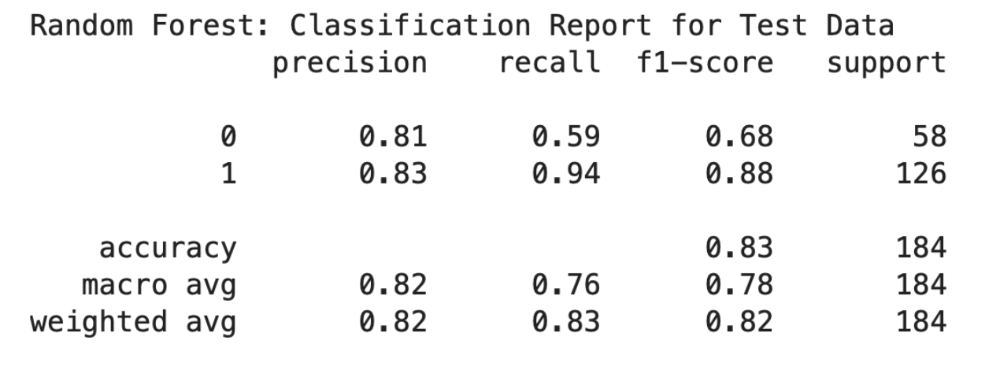 Random Forest: Classification Report for Test Data
              precision    recall  f1-score   support

           0       0.81      0.59      0.68        58
           1       0.83      0.94      0.88       126

    accuracy                           0.83       184
   macro avg       0.82      0.76      0.78       184
weighted avg       0.82      0.83      0.82       184